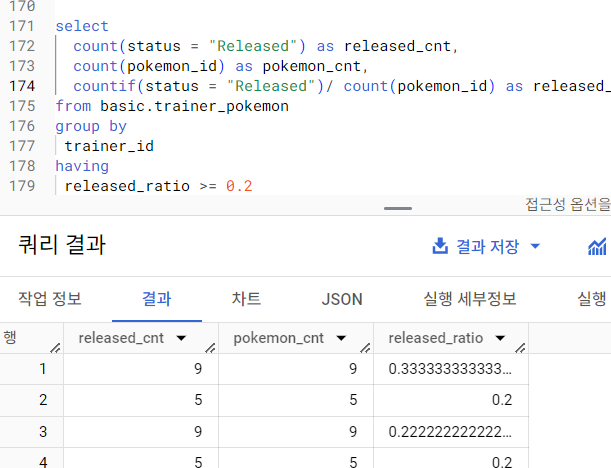 170
171 select
172 count(status = "Released") as released_cnt,
173 count(pokemon_id) as pokemon_cnt,
174 countif(status = "Released")/ count(pokemon_id) as released_
175 from basic.trainer_pokemon
176 group by
177 trainer_id
178 having
179 released_ratio >= 0.2
접근성 옵션을
쿼리 결과 결과 저장
작업 정보 결과 차트 JSON 실행 세부정보 실행
행 released_cnt pokemon_cnt released_ratio
1 9 9 0.333333333333...
2 5 5 0.2
3 9 9 0.222222222222...
4 5 5 0.2